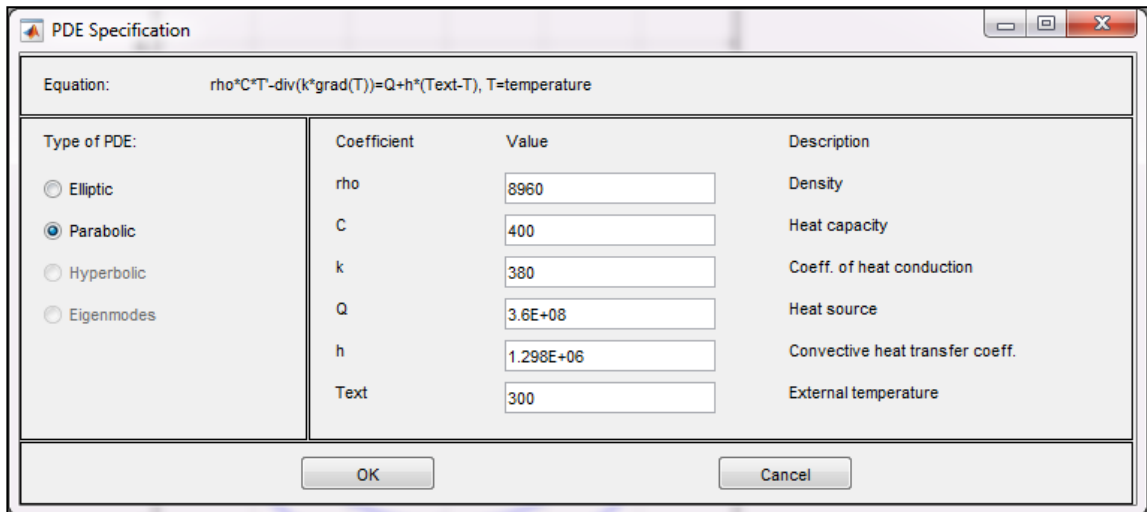 PDE Specification
Equation: rho*C*T'-div(k*grad(T))=Q+h*(Text-T), T=temperature
Type of PDE:
Elliptic
Parabolic
Hyperbolic
Eigenmodes
Coefficient Value Description
rho 8960 Density
C 400 Heat capacity
k 380 Coeff. of heat conduction
Q 3.6E+08 Heat source
h 1.298E+06 Convective heat transfer coeff.
Text 300 External temperature
OK Cancel